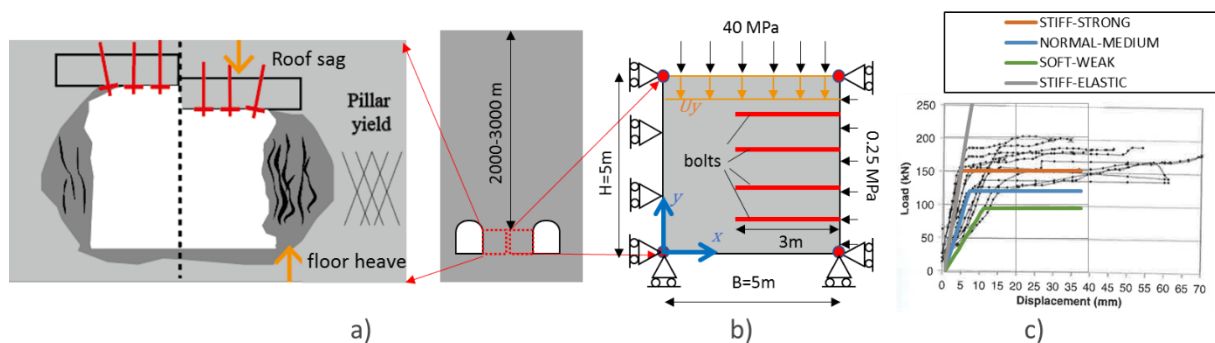 Roof sag
Pillar
yield
floor heave
a)
2000-3000 m
40 MPa
Uy
H=5m
bolts
0.25 MPa
y
x
3m
B=5m
b)
STIFF-STRONG
NORMAL-MEDIUM
SOFT-WEAK
STIFF-ELASTIC
250
200
150
100
50
0
Load (kN)
0 5 10 15 20 25 30 35 40 45 50 55 60 65 70
Displacement (mm)
c)